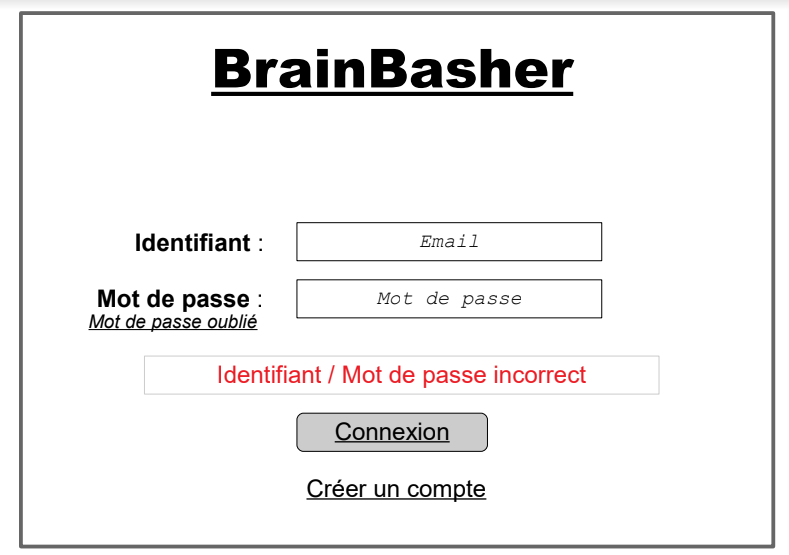 BrainBasher
Identifiant :
Email
Mot de passe :
Mot de passe
Mot de passe oublié
Identifiant / Mot de passe incorrect
Connexion
Créer un compte